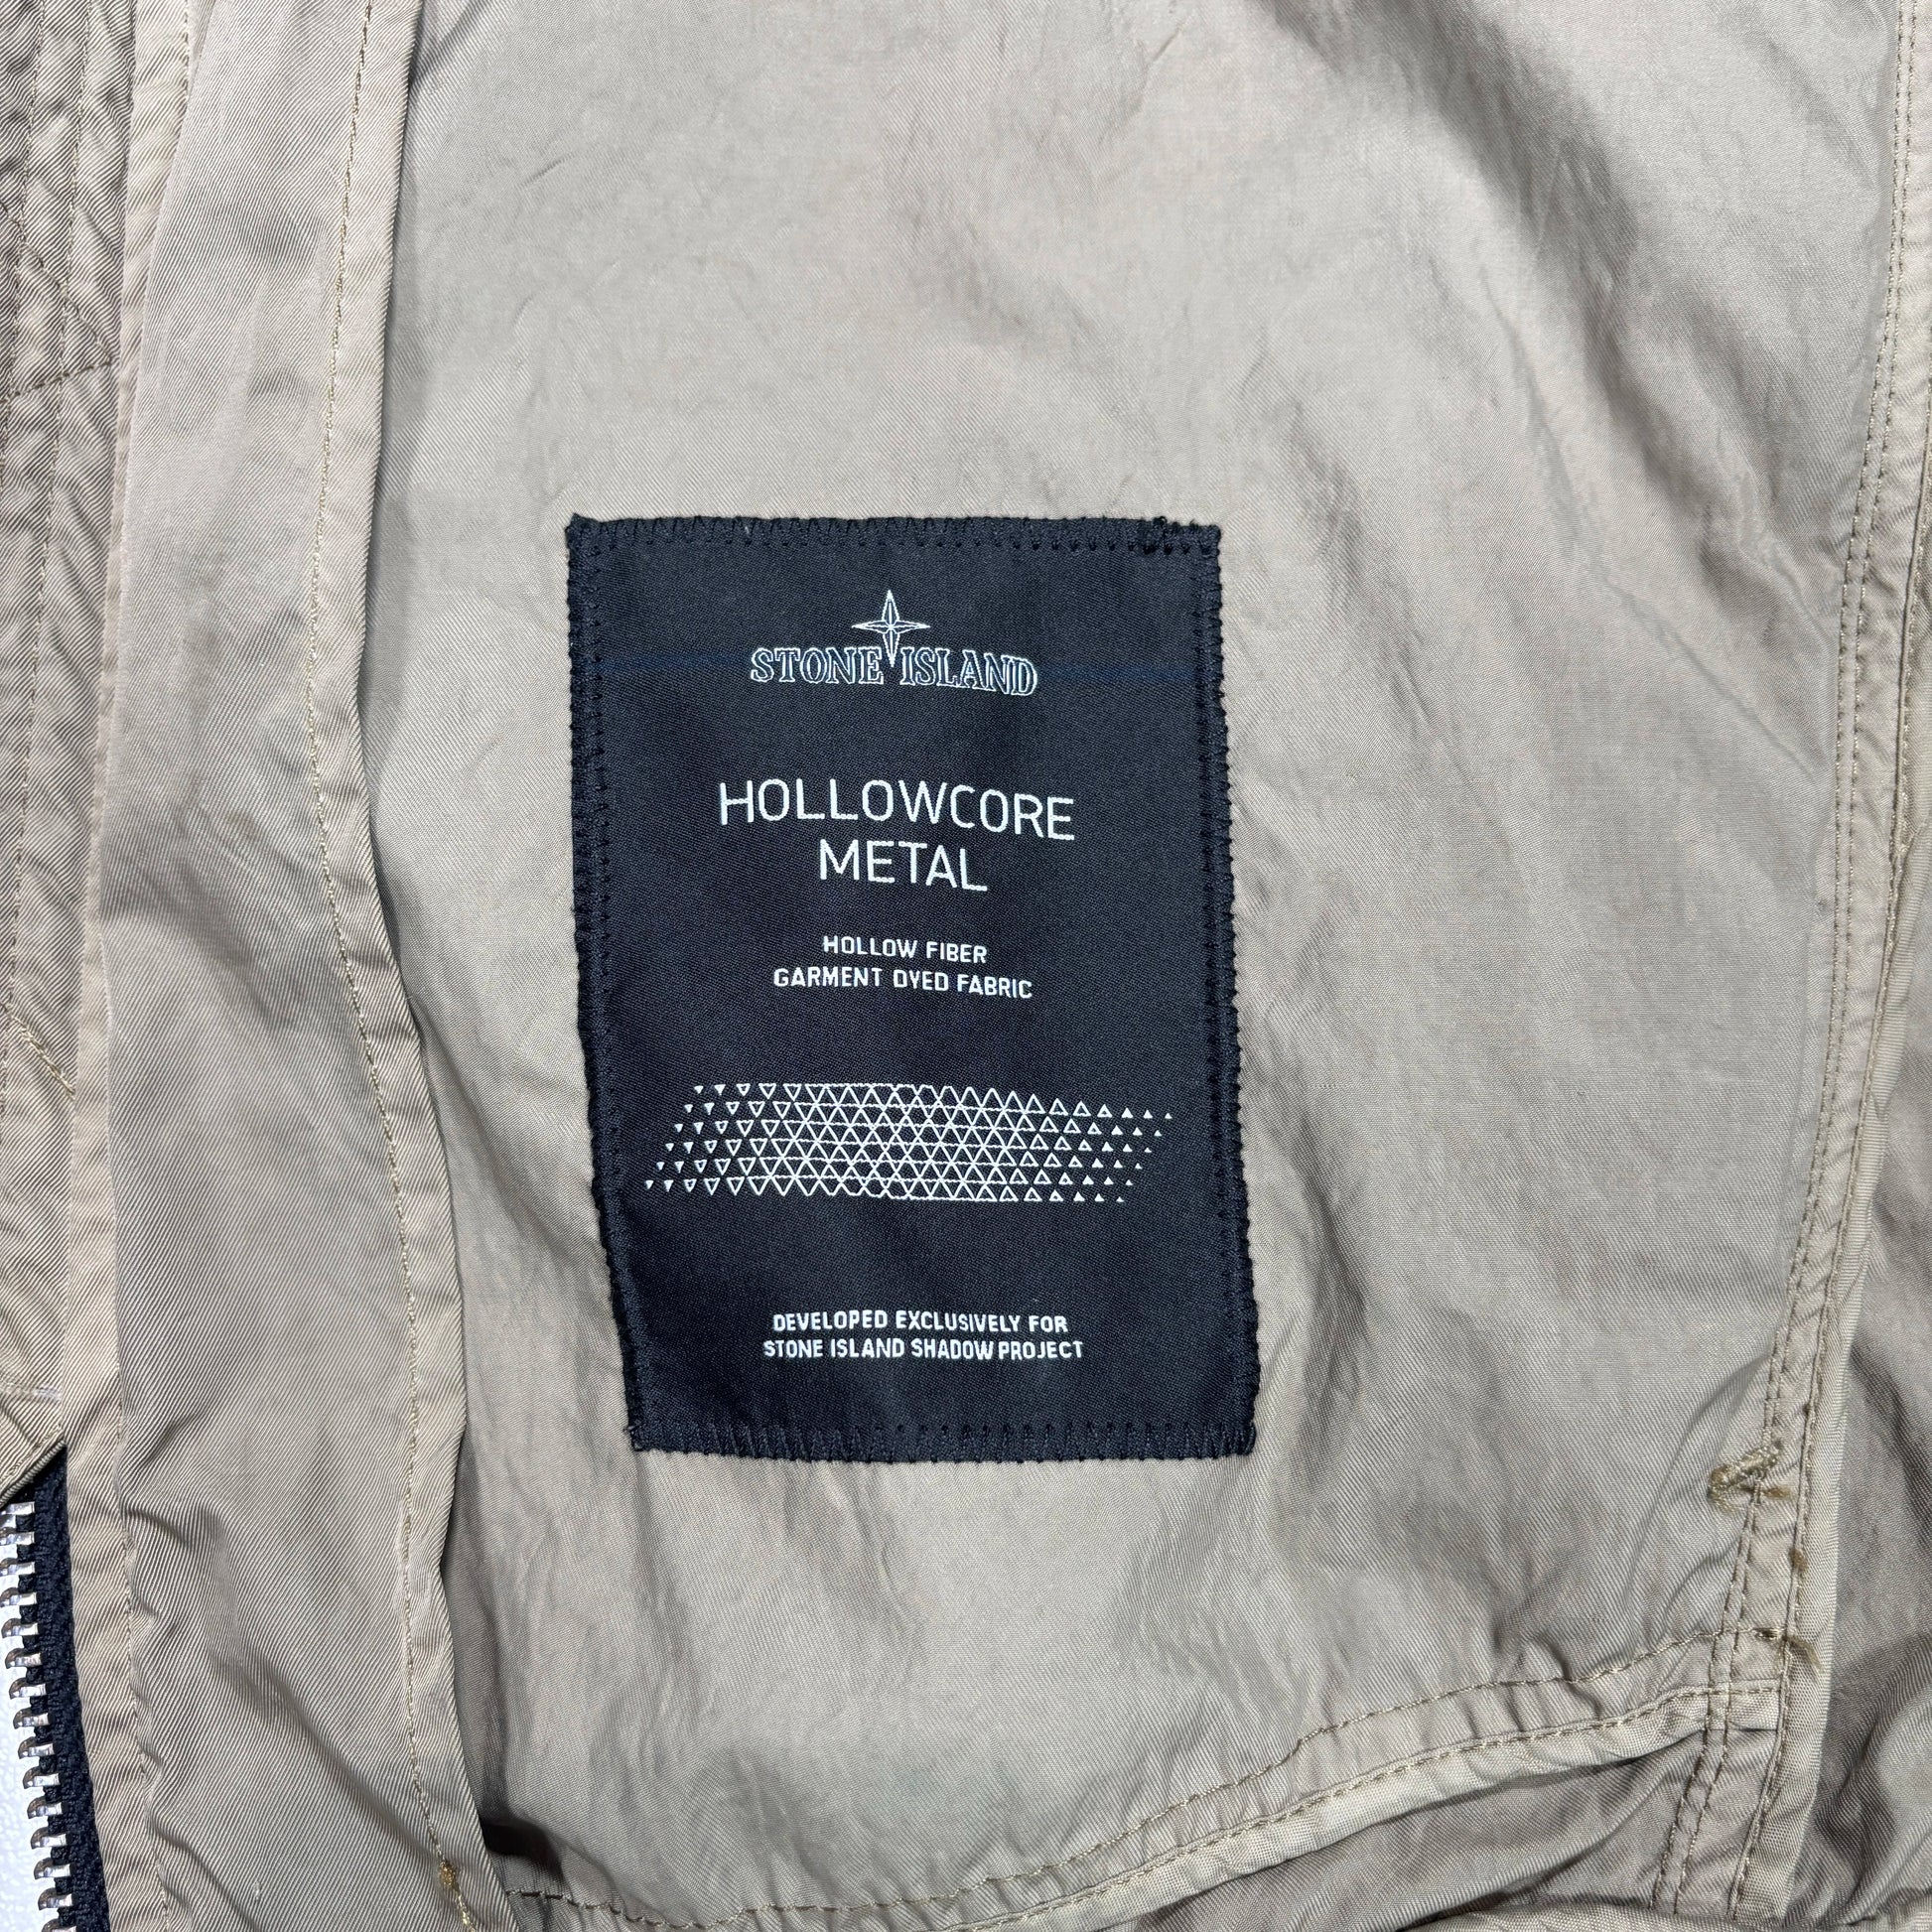 STONE ISLAND
HOLLOWCORE
METAL
HOLLOW FIBER
GARMENT DYED FABRIC
DEVELOPED EXCLUSIVELY FOR
STONE ISLAND SHADOW PROJECT